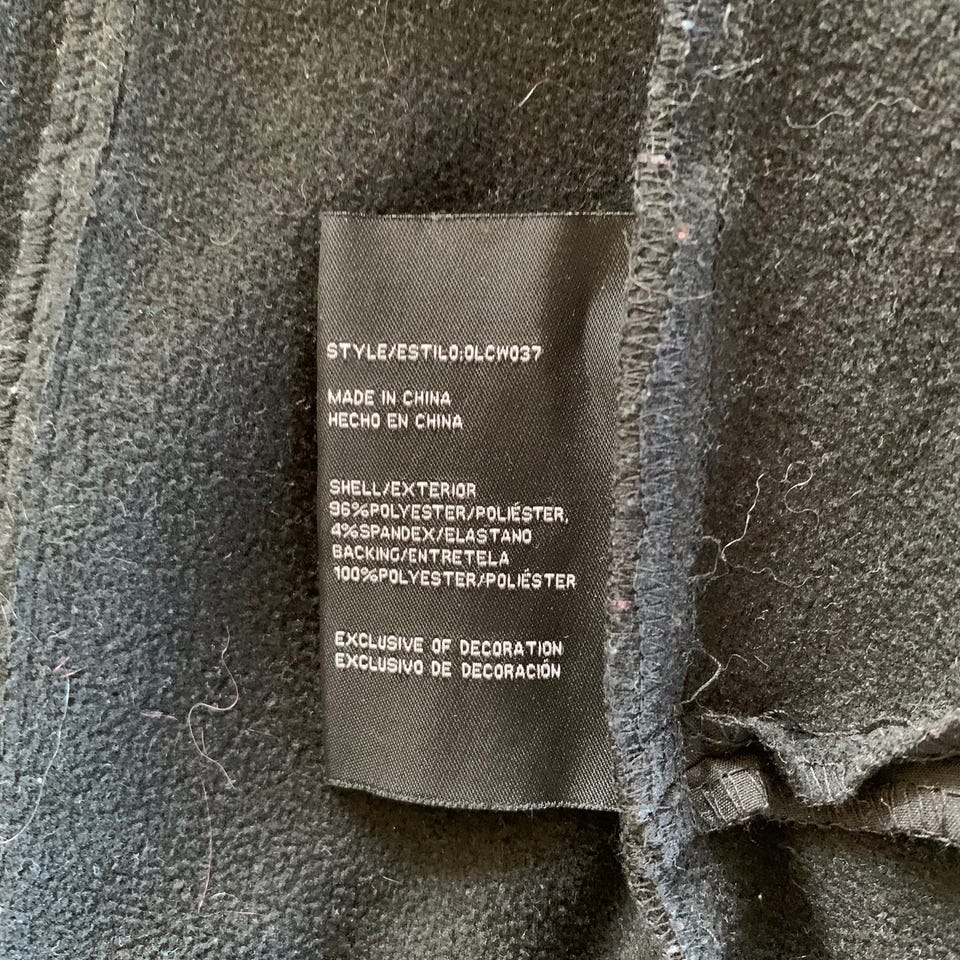 STYLE/ESTILO:OLCW037
MADE IN CHINA
HECHO EN CHINA
SHELL/EXTERIOR
96%POLYESTER/POLIÉSTER,
4%SPANDEX/ELASTANO
BACKING/ENTRETELA
100%POLYESTER/POLIÉSTER
EXCLUSIVE OF DECORATION
EXCLUSIVO DE DECORACIÓN